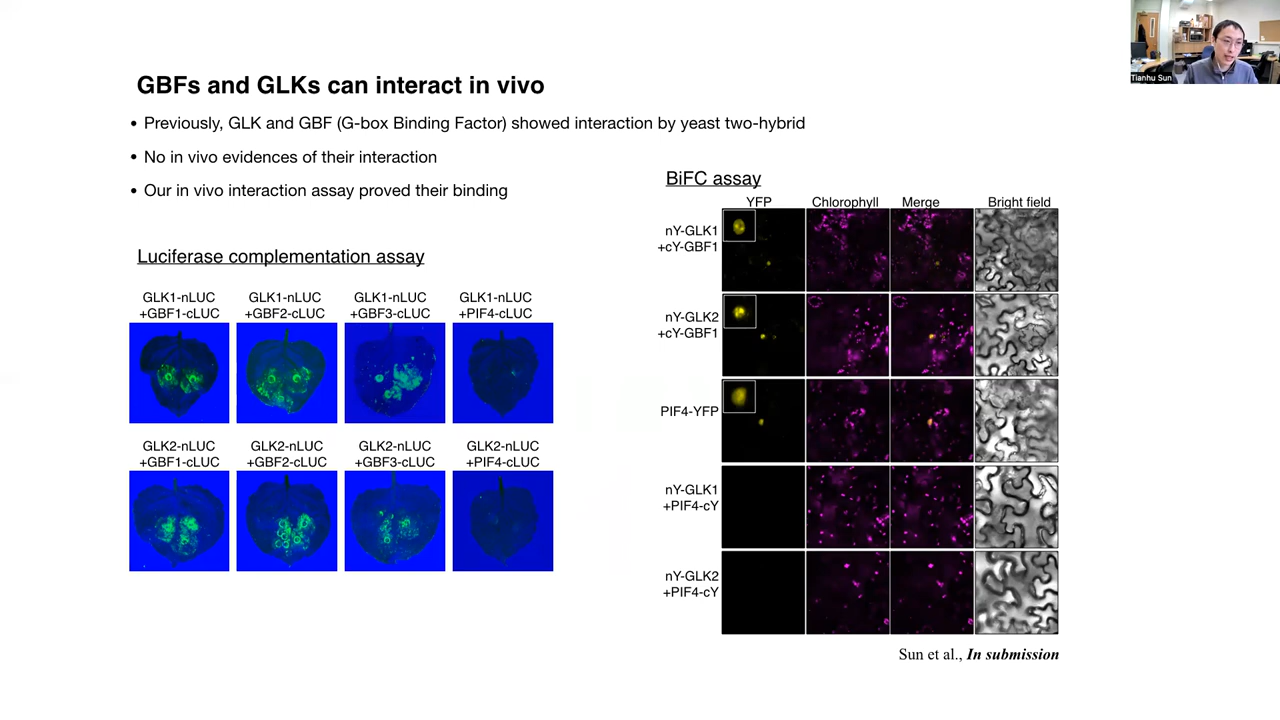 GBFs and GLKs can interact in vivo
• Previously, GLK and GBF (G-box Binding Factor) showed interaction by yeast two-hybrid
• No in vivo evidences of their interaction
• Our in vivo interaction assay proved their binding
Luciferase complementation assay
GLK1-nLUC
+GBF1-cLUC
GLK1-nLUC
+GBF2-cLUC
GLK1-nLUC
+GBF3-cLUC
GLK1-nLUC
+PIF4-cLUC
GLK2-nLUC
+GBF1-cLUC
GLK2-nLUC
+GBF2-cLUC
GLK2-nLUC
+GBF3-cLUC
GLK2-nLUC
+PIF4-cLUC
BiFC assay
YFP
Chlorophyll
Merge
Bright field
nY-GLK1
+cY-GBF1
nY-GLK2
+cY-GBF1
PIF4-YFP
nY-GLK1
+PIF4-cY
nY-GLK2
+PIF4-cY
Sun et al., In submission
Tianhu Sun